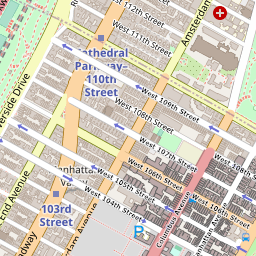 West 112th Street
West 111th Street
Amsterdam
Cathedral
Parkway–
110th
Street
West 109th Street
West 108th Street
West 107th Street
West 106th Street
West 105th Street
West 104th Street
Manhattan
103rd
Street
Columbus Avenue
End Avenue
Riverside Drive
P